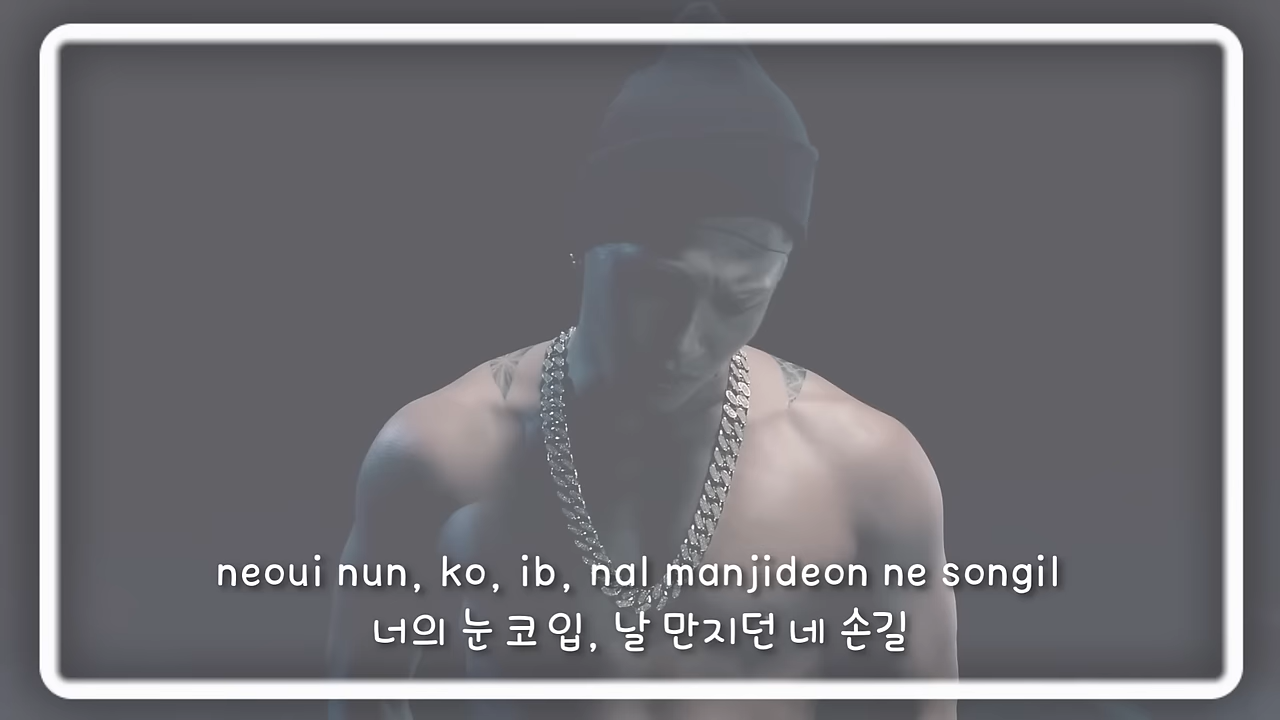 neoui nun, ko, ib, nal manjideon ne songil
너의 눈 코 입, 날 만지던 네 손길